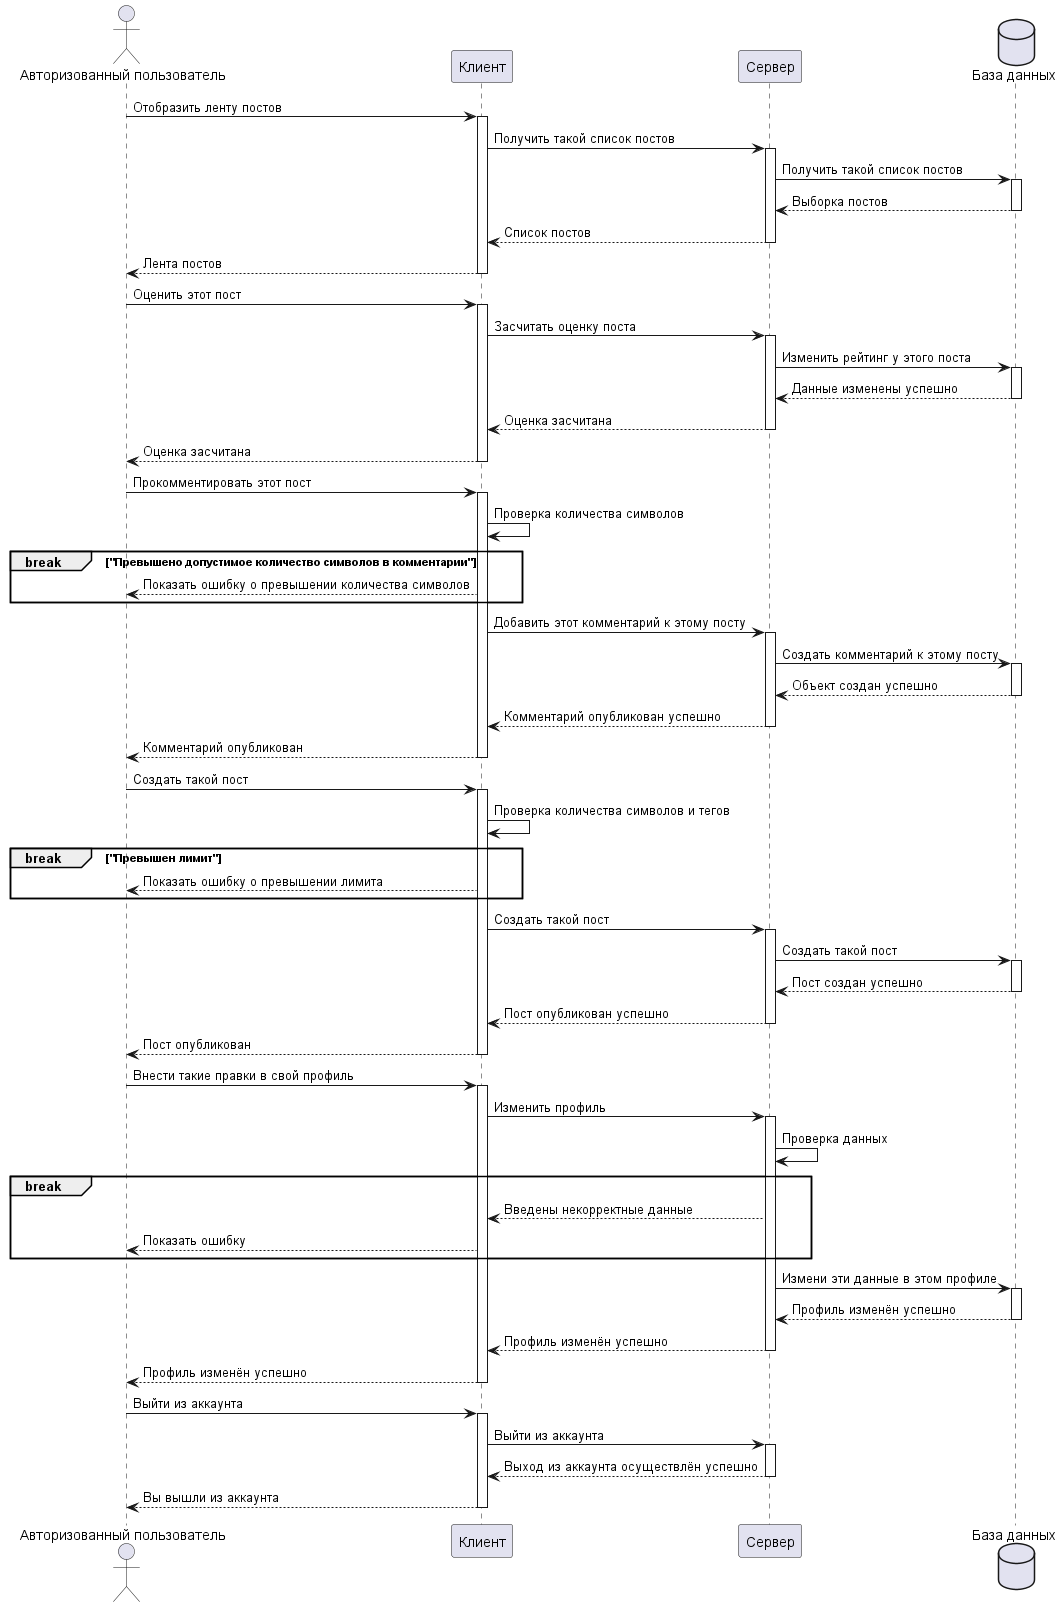 Авторизованный пользователь
Клиент
Сервер
База данных
Отобразить ленту постов
Получить такой список постов
Получить такой список постов
Выборка постов
Список постов
Лента постов
Оценить этот пост
Засчитать оценку поста
Изменить рейтинг у этого поста
Данные изменены успешно
Оценка засчитана
Оценка засчитана
Прокомментировать этот пост
Проверка количества символов
break ["Превышено допустимое количество символов в комментарии"]
Показать ошибку о превышении количества символов
Добавить этот комментарий к этому посту
Создать комментарий к этому посту
Объект создан успешно
Комментарий опубликован успешно
Комментарий опубликован
Создать такой пост
Проверка количества символов и тегов
break ["Превышен лимит"]
Показать ошибку о превышении лимита
Создать такой пост
Создать такой пост
Пост создан успешно
Пост опубликован успешно
Пост опубликован
Внести такие правки в свой профиль
Изменить профиль
Проверка данных
break
Введены некорректные данные
Показать ошибку
Измени эти данные в этом профиле
Профиль изменён успешно
Профиль изменён успешно
Профиль изменён успешно
Выйти из аккаунта
Выйти из аккаунта
Выход из аккаунта осуществлён успешно
Вы вышли из аккаунта
Авторизованный пользователь
Клиент
Сервер
База данных